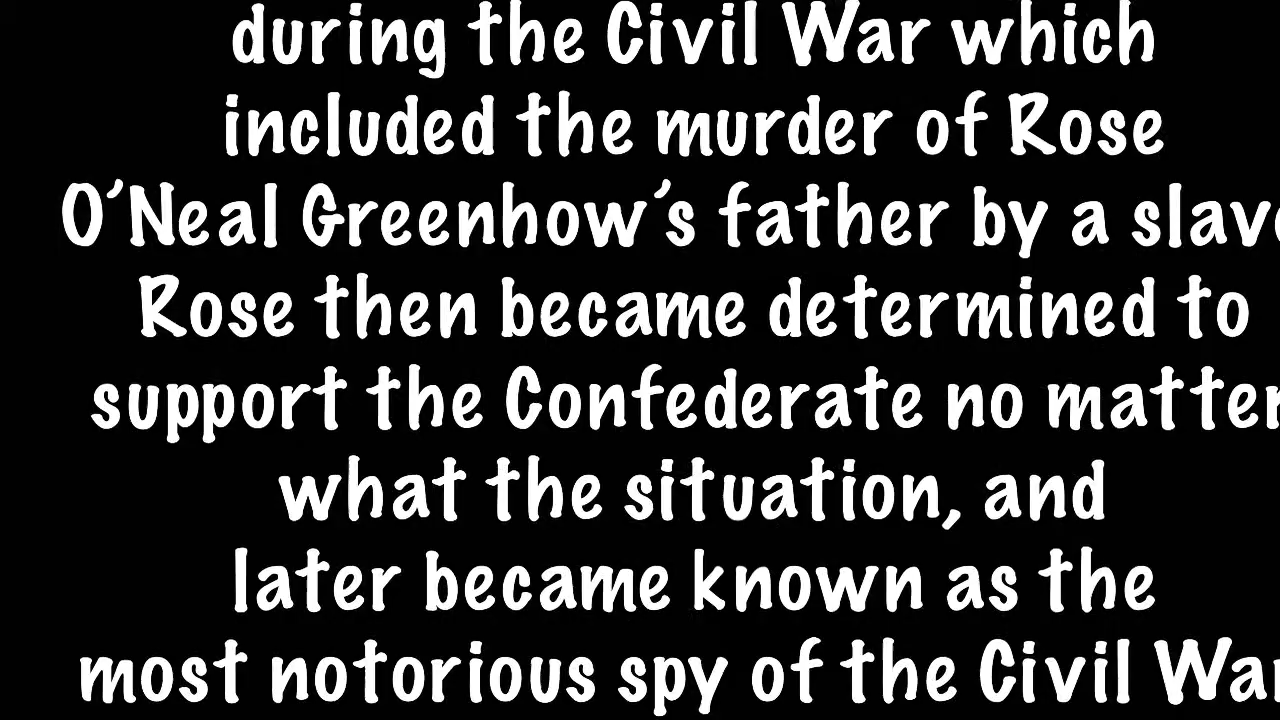 during the Civil War which
included the murder of Rose
O'Neal Greenhow's father by a slave
Rose then became determined to
support the Confederate no matter
what the situation, and
later became known as the
most notorious spy of the Civil War